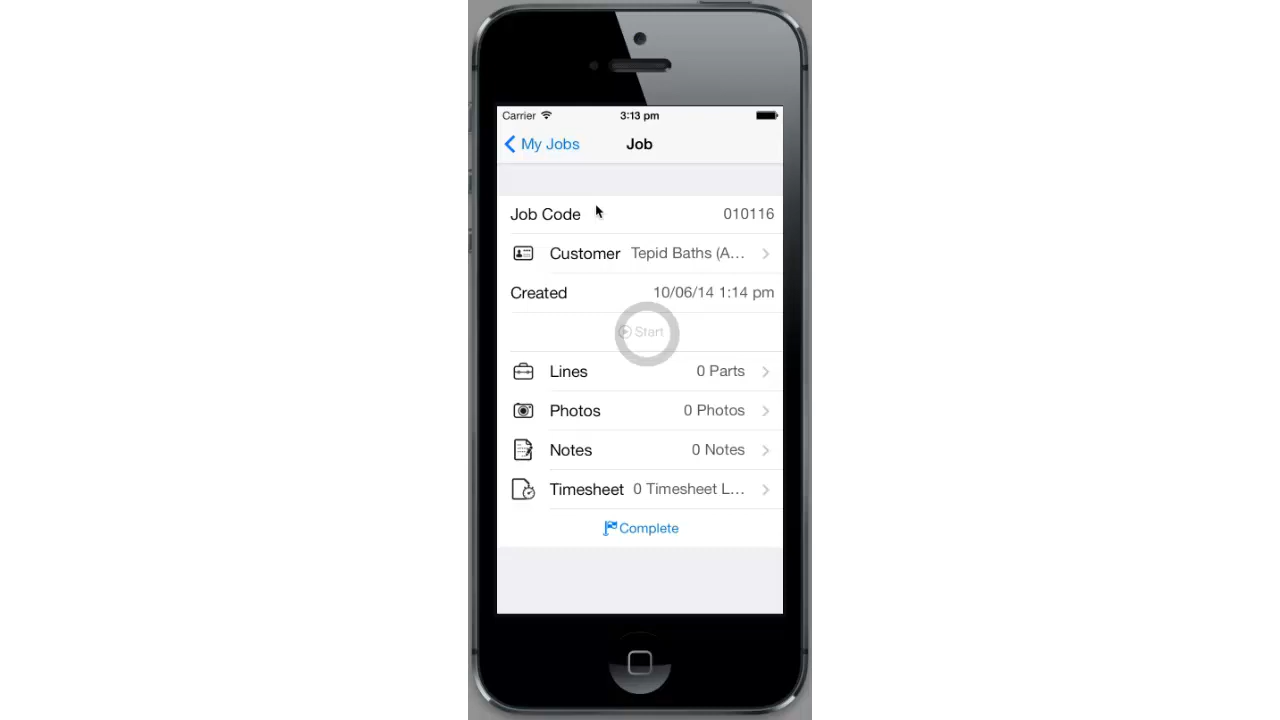 Carrier 3:13 pm
My Jobs Job
Job Code 010116
Customer Tepid Baths (A...
Created 10/06/14 1:14 pm
Start
Lines 0 Parts
Photos 0 Photos
Notes 0 Notes
Timesheet 0 Timesheet L...
Complete